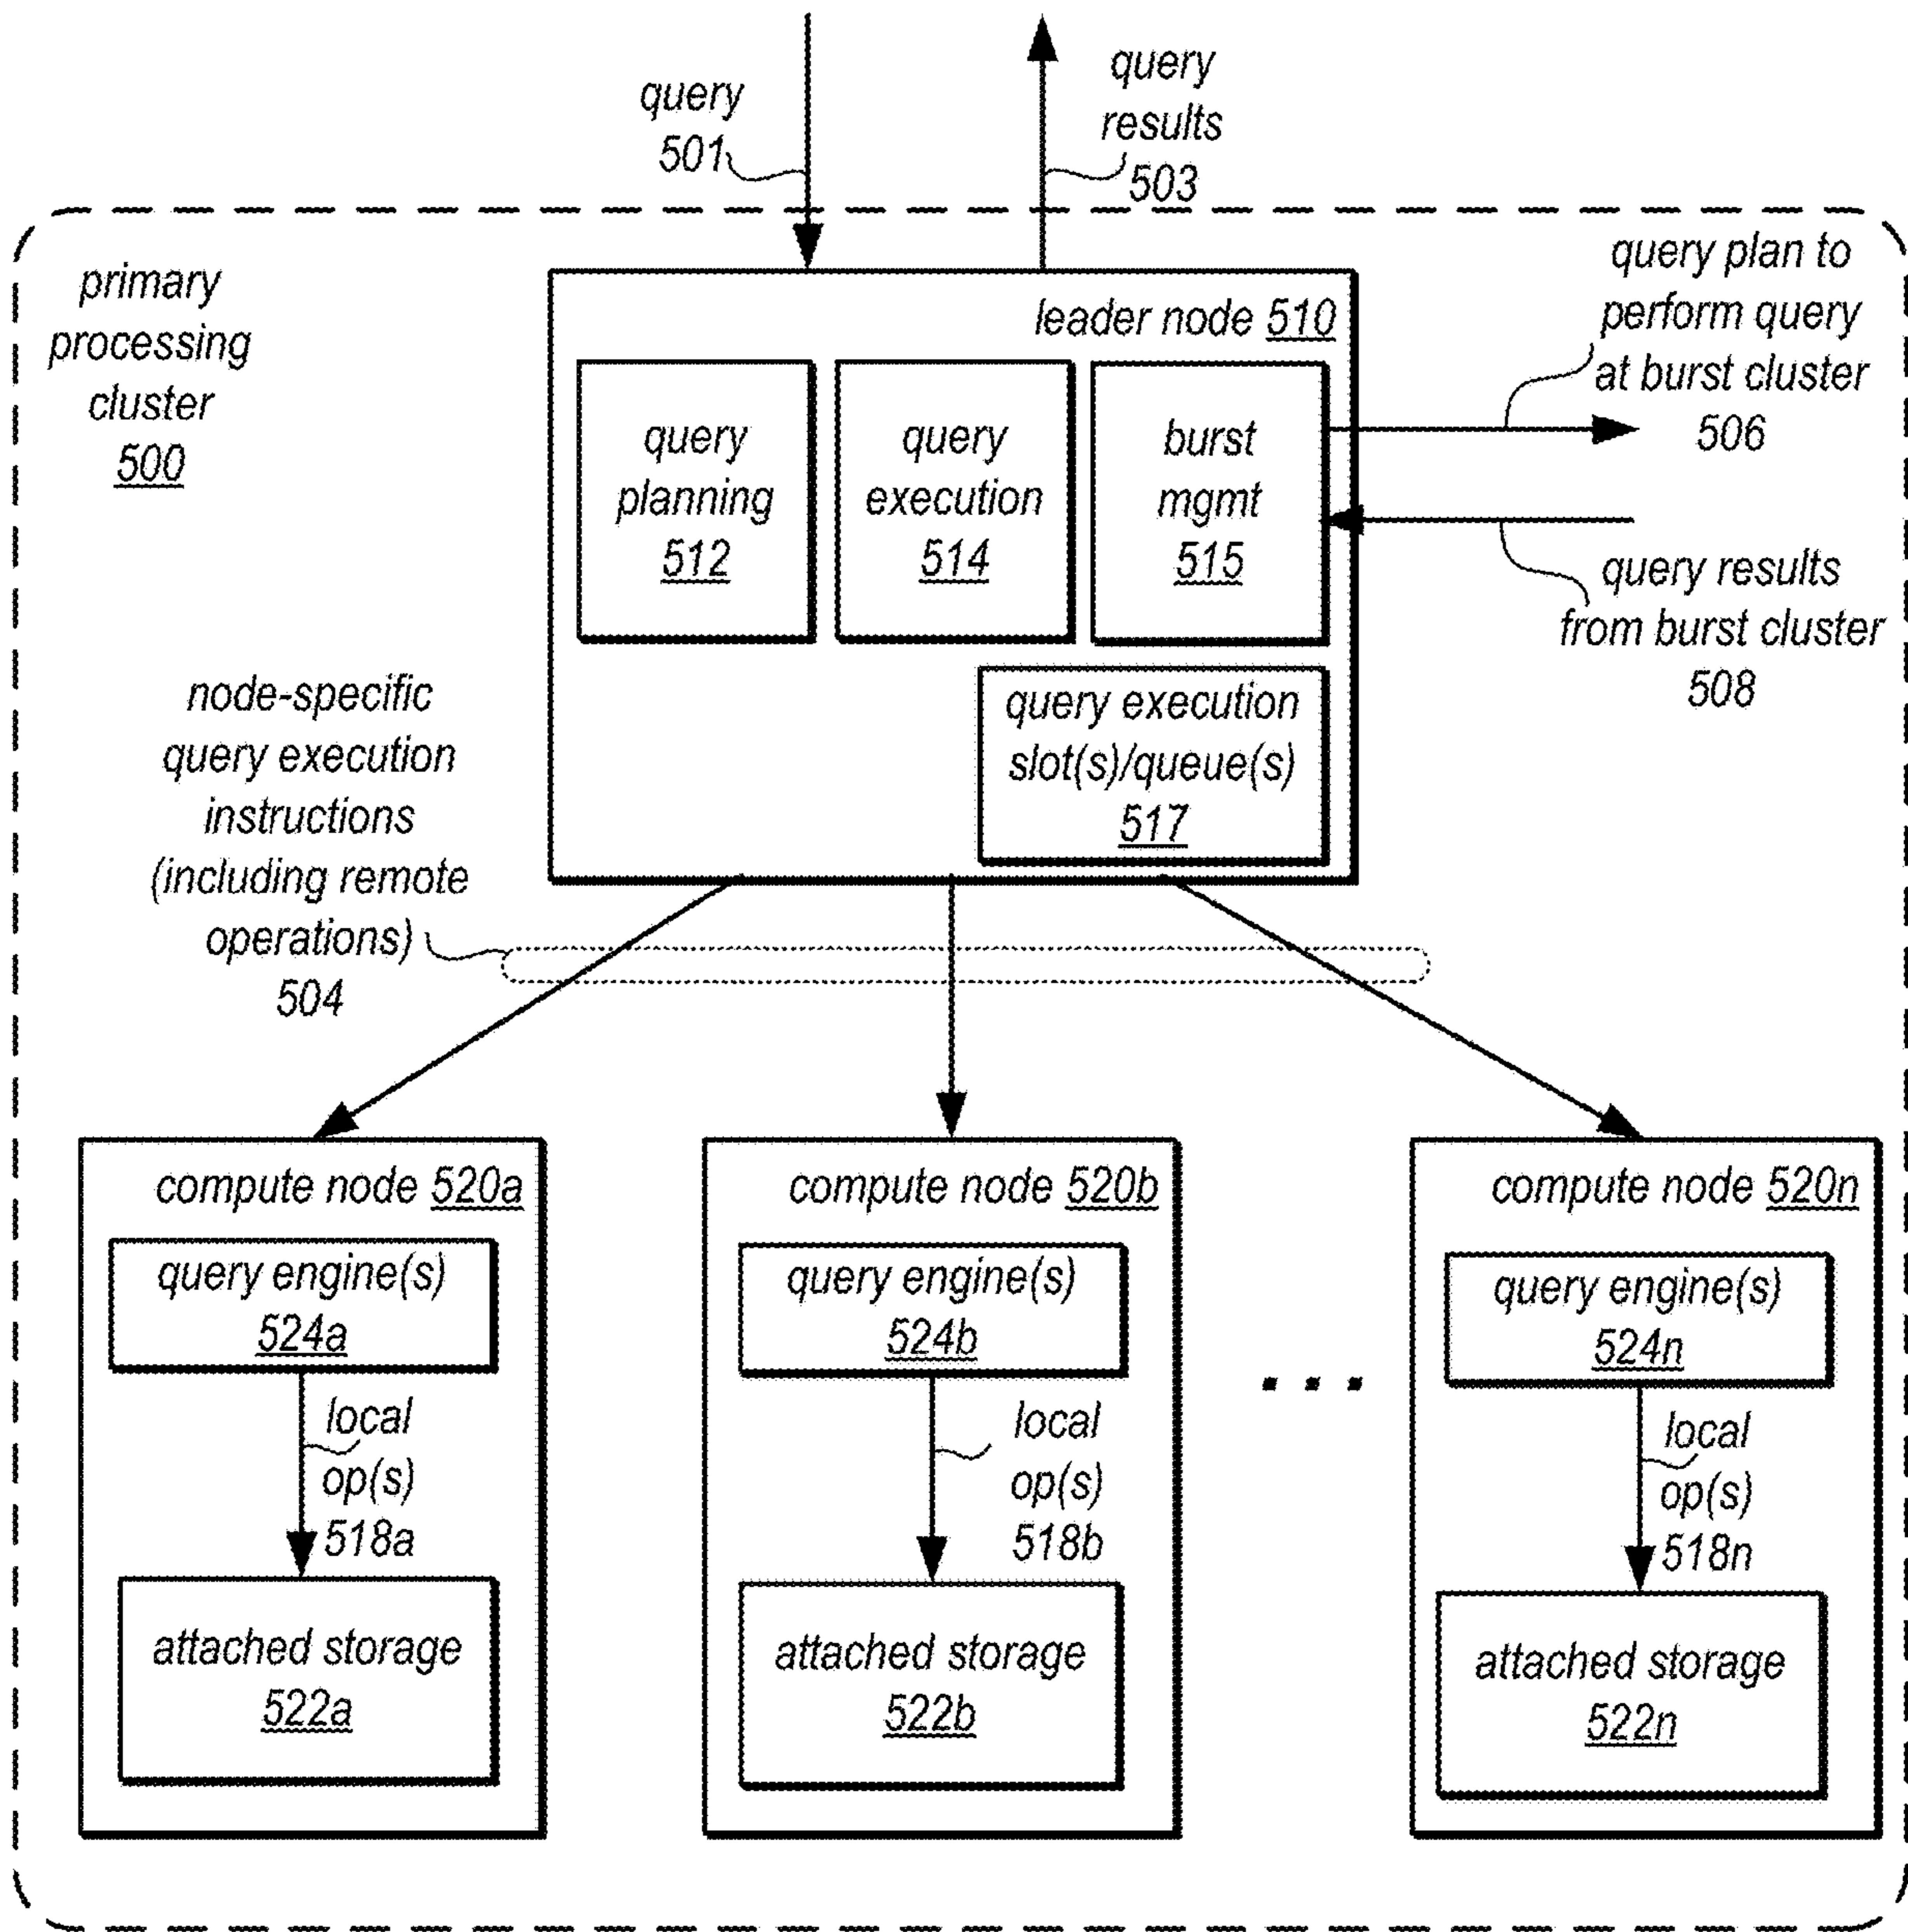 query
501
query
results
503
primary
processing
cluster
500
leader node 510
query
planning
512
query
execution
514
burst
mgmt
515
query execution
slot(s)/queue(s)
517
query plan to
perform query
at burst cluster
506
query results
from burst cluster
508
node-specific
query execution
instructions
(including remote
operations)
504
compute node 520a
query engine(s)
524a
local
op(s)
518a
attached storage
522a
compute node 520b
query engine(s)
524b
local
op(s)
518b
attached storage
522b
. . .
compute node 520n
query engine(s)
524n
local
op(s)
518n
attached storage
522n